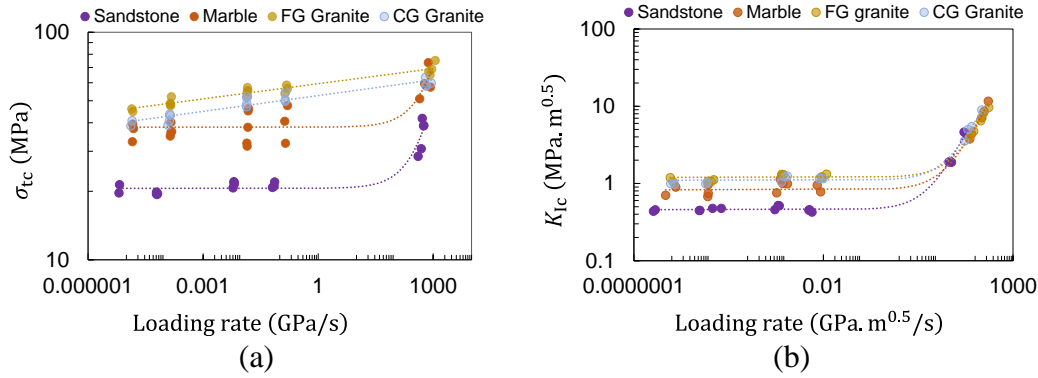 Sandstone Marble FG Granite CG Granite
100
10
σtc (MPa)
0.000001 0.001 1 1000
Loading rate (GPa/s)
(a)
Sandstone Marble FG granite CG Granite
100
10
1
0.1
KIc (MPa. m^0.5)
0.0000001 0.01 1000
Loading rate (GPa. m^0.5/s)
(b)